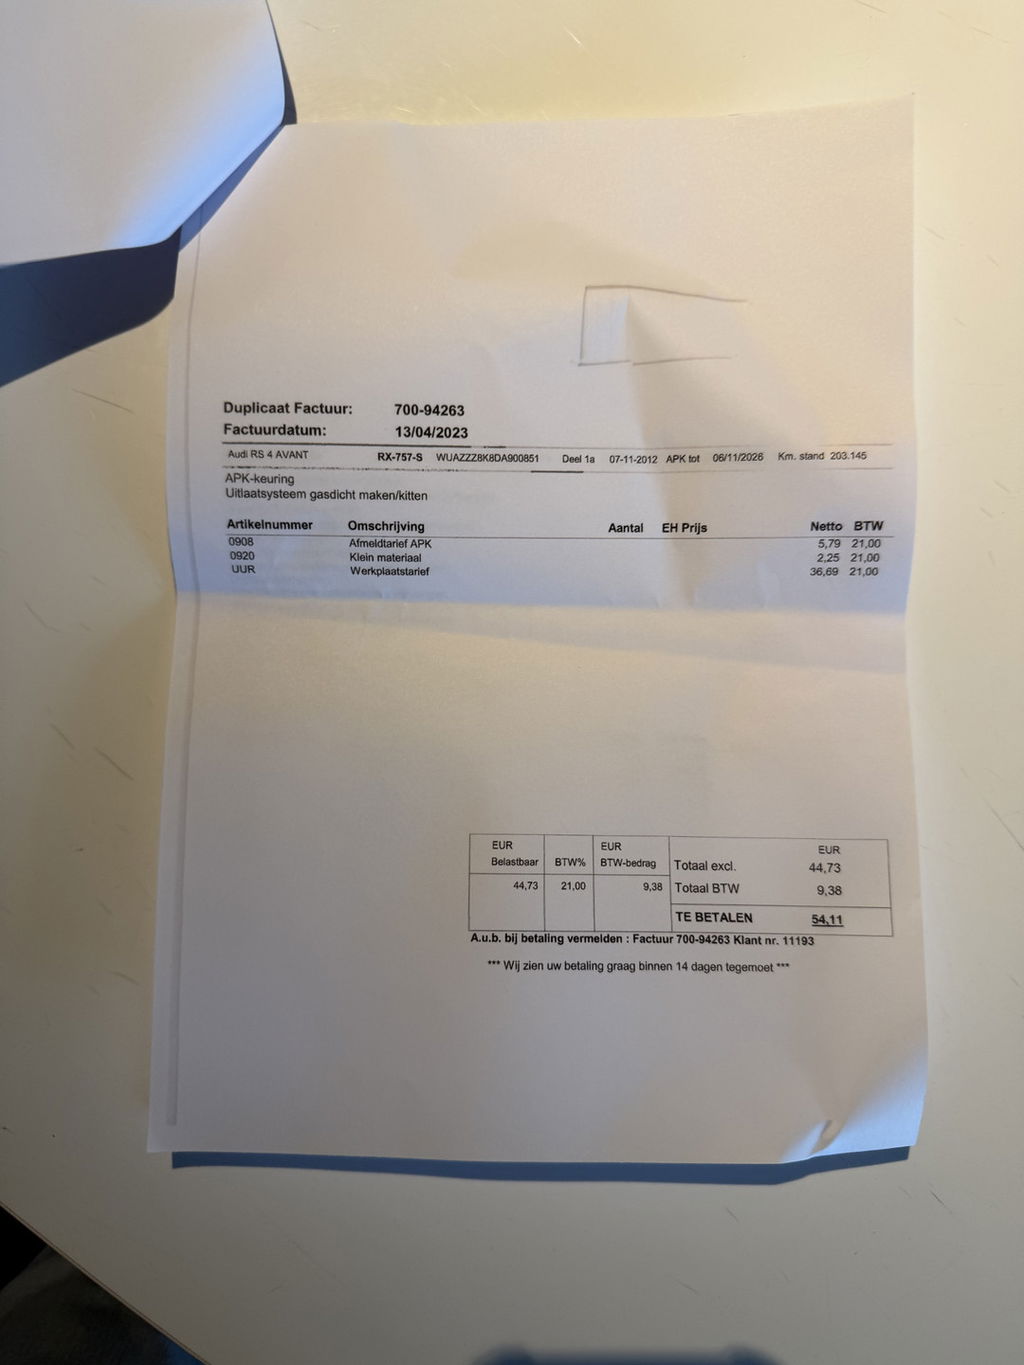 Duplicaat Factuur: 700-94263
Factuurdatum: 13/04/2023
Audi RS 4 AVANT RX-757-S WUAZZZ8K8DA900851 Deel 1a 07-11-2012 APK tot 06/11/2026 Km. stand 203.145
APK-keuring
Uitlaatsysteem gasdicht maken/kitten
Artikelnummer Omschrijving Aantal EH Prijs Netto BTW
0908 Afmeldtarief APK 5,79 21,00
0920 Klein materiaal 2,25 21,00
UUR Werkplaatstarief 36,69 21,00
EUR EUR EUR
Belastbaar BTW% BTW-bedrag Totaal excl. 44,73
44,73 21,00 9,38 Totaal BTW 9,38
TE BETALEN 54,11
A.u.b. bij betaling vermelden : Factuur 700-94263 Klant nr. 11193
*** Wij zien uw betaling graag binnen 14 dagen tegemoet ***